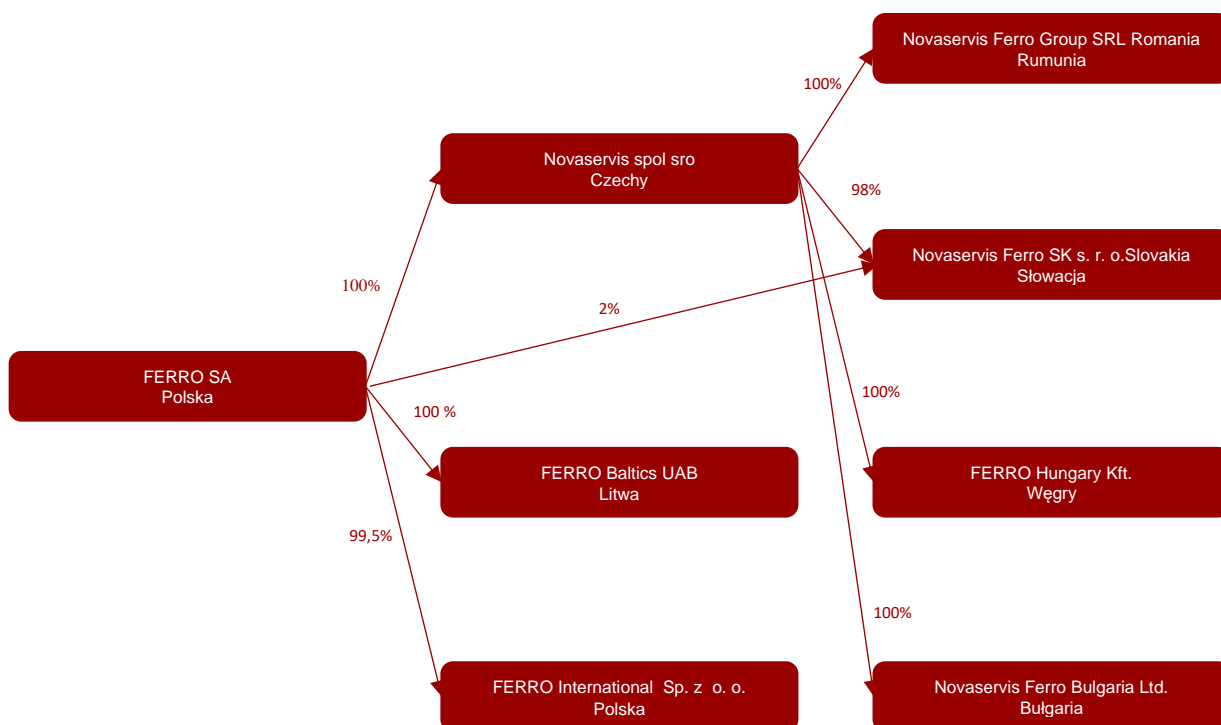 Novaservis Ferro Group SRL Romania
Rumunia
100%
Novaservis spol sro
Czechy
98%
Novaservis Ferro SK s. r. o.Slovakia
Słowacja
100%
2%
FERRO SA
Polska
100 %
100%
FERRO Baltics UAB
Litwa
FERRO Hungary Kft.
Węgry
99,5%
100%
FERRO International  Sp. z  o. o.
Polska
Novaservis Ferro Bulgaria Ltd.
Bułgaria